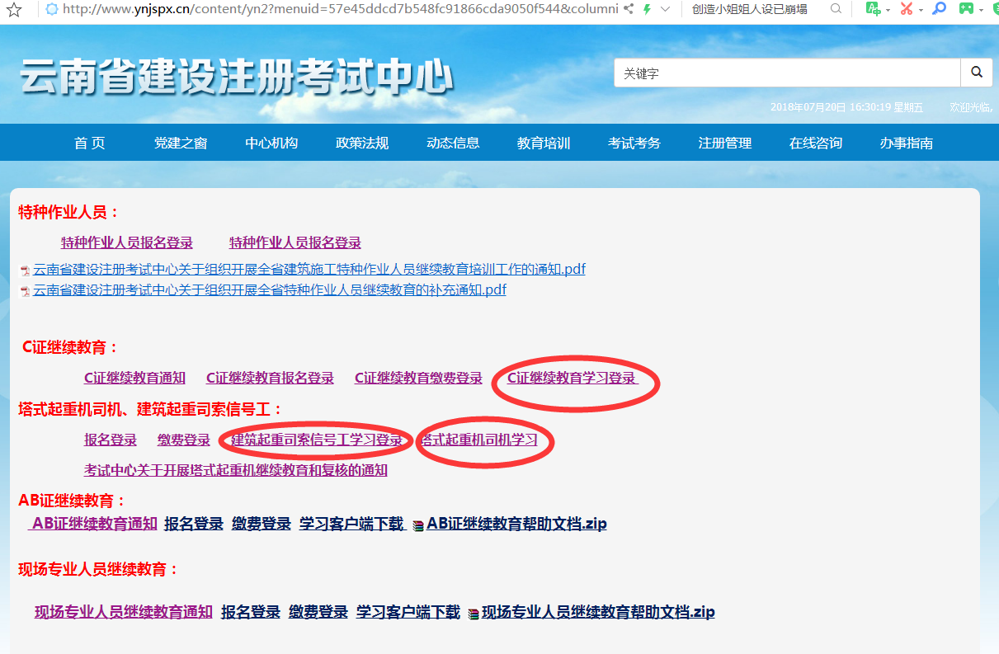 http://www.ynjspx.cn/content/yn2?menuid=57e45ddcd7b548fc91866cda9050f544&columni 创造小姐姐人设已崩塌
云南省建设注册考试中心
关键字
2018年07月20日 16:30:19 星期五 欢迎光临,
首 页 党建之窗 中心机构 政策法规 动态信息 教育培训 考试考务 注册管理 在线咨询 办事指南
特种作业人员：
特种作业人员报名登录 特种作业人员报名登录
云南省建设注册考试中心关于组织开展全省建筑施工特种作业人员继续教育培训工作的通知.pdf
云南省建设注册考试中心关于组织开展全省特种作业人员继续教育的补充通知.pdf
C证继续教育：
C证继续教育通知 C证继续教育报名登录 C证继续教育缴费登录 C证继续教育学习登录
塔式起重机司机、建筑起重司索信号工：
报名登录 缴费登录 建筑起重司索信号工学习登录 塔式起重机司机学习
考试中心关于开展塔式起重机继续教育和复核的通知
AB证继续教育：
AB证继续教育通知 报名登录 缴费登录 学习客户端下载 AB证继续教育帮助文档.zip
现场专业人员继续教育：
现场专业人员继续教育通知 报名登录 缴费登录 学习客户端下载 现场专业人员继续教育帮助文档.zip